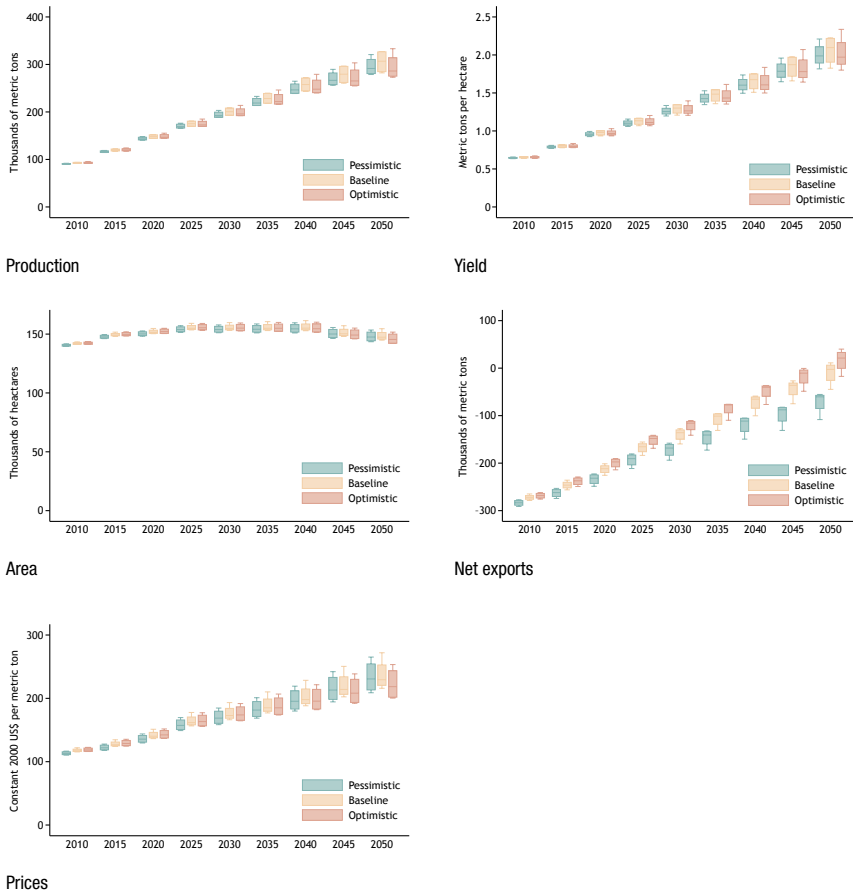 400
300
200
100
0
Thousands of metric tons
Pessimistic
Baseline
Optimistic
2010 2015 2020 2025 2030 2035 2040 2045 2050
Production
2.5
2.0
1.5
1.0
0.5
0
Metric tons per hectare
Pessimistic
Baseline
Optimistic
2010 2015 2020 2025 2030 2035 2040 2045 2050
Yield
150
100
50
0
Thousands of heactares
Pessimistic
Baseline
Optimistic
2010 2015 2020 2025 2030 2035 2040 2045 2050
Area
100
0
-100
-200
-300
Thousands of metric tons
Pessimistic
Baseline
Optimistic
2010 2015 2020 2025 2030 2035 2040 2045 2050
Net exports
300
200
100
0
Constant 2000 US$ per metric ton
Pessimistic
Baseline
Optimistic
2010 2015 2020 2025 2030 2035 2040 2045 2050
Prices